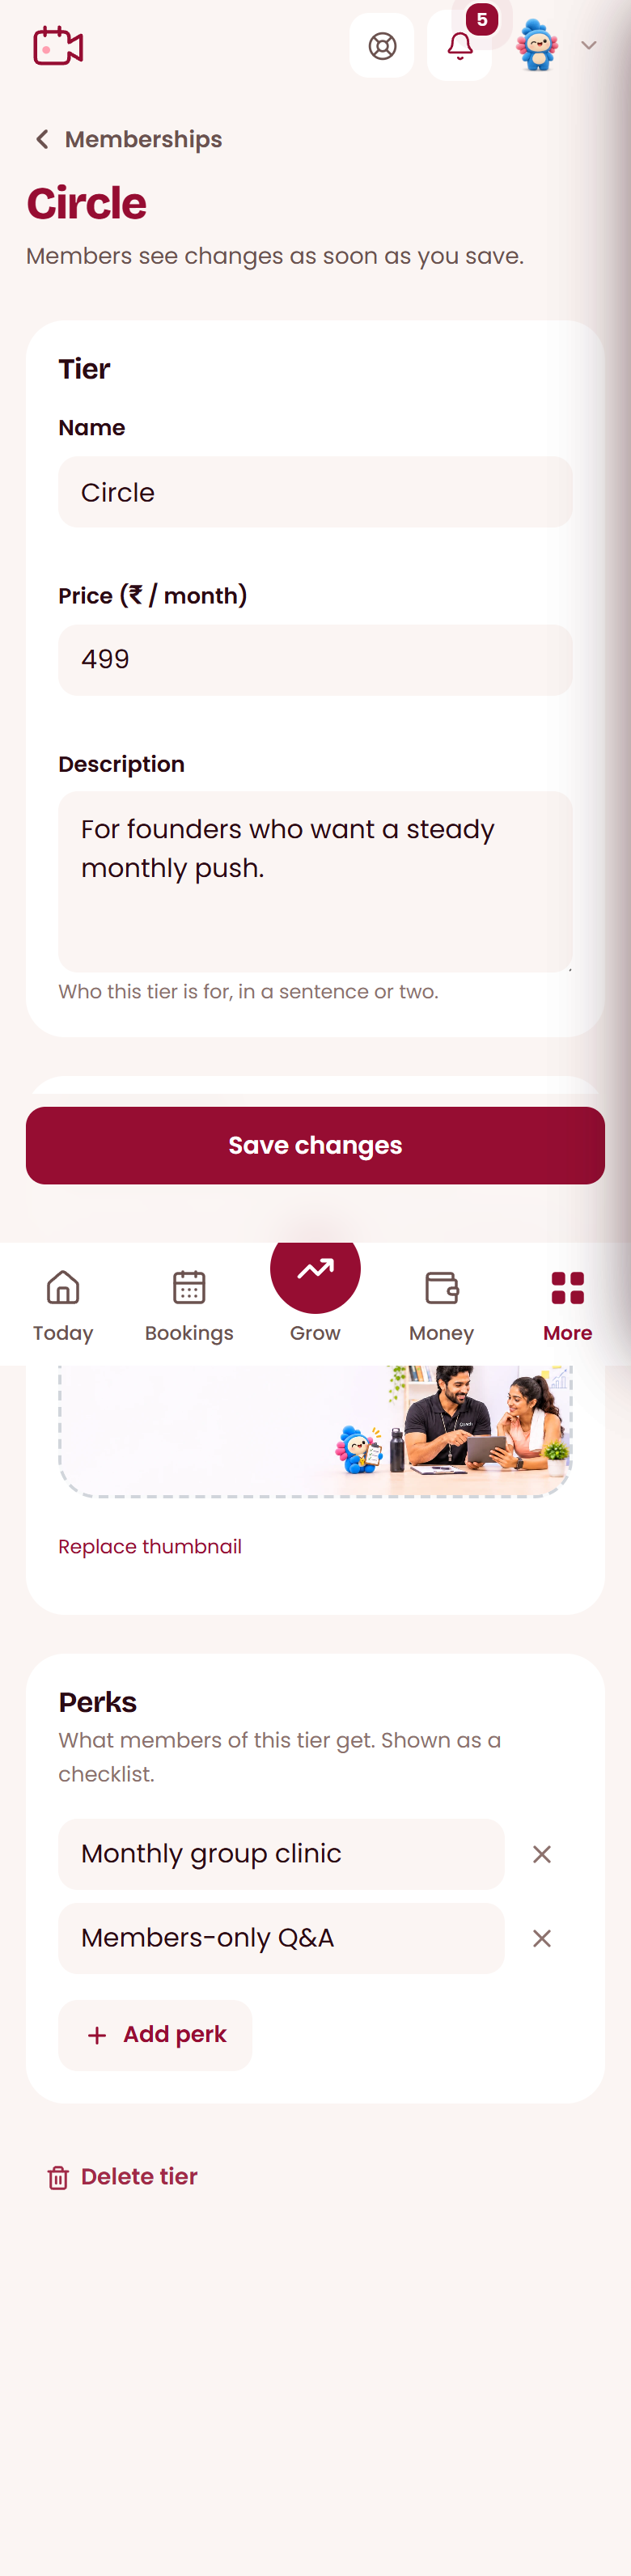 5
Memberships
Circle
Members see changes as soon as you save.
Tier
Name
Circle
Price (₹ / month)
499
Description
For founders who want a steady
monthly push.
Who this tier is for, in a sentence or two.
Save changes
Today
Bookings
Grow
Money
More
Replace thumbnail
Perks
What members of this tier get. Shown as a
checklist.
Monthly group clinic
Members-only Q&A
Add perk
Delete tier